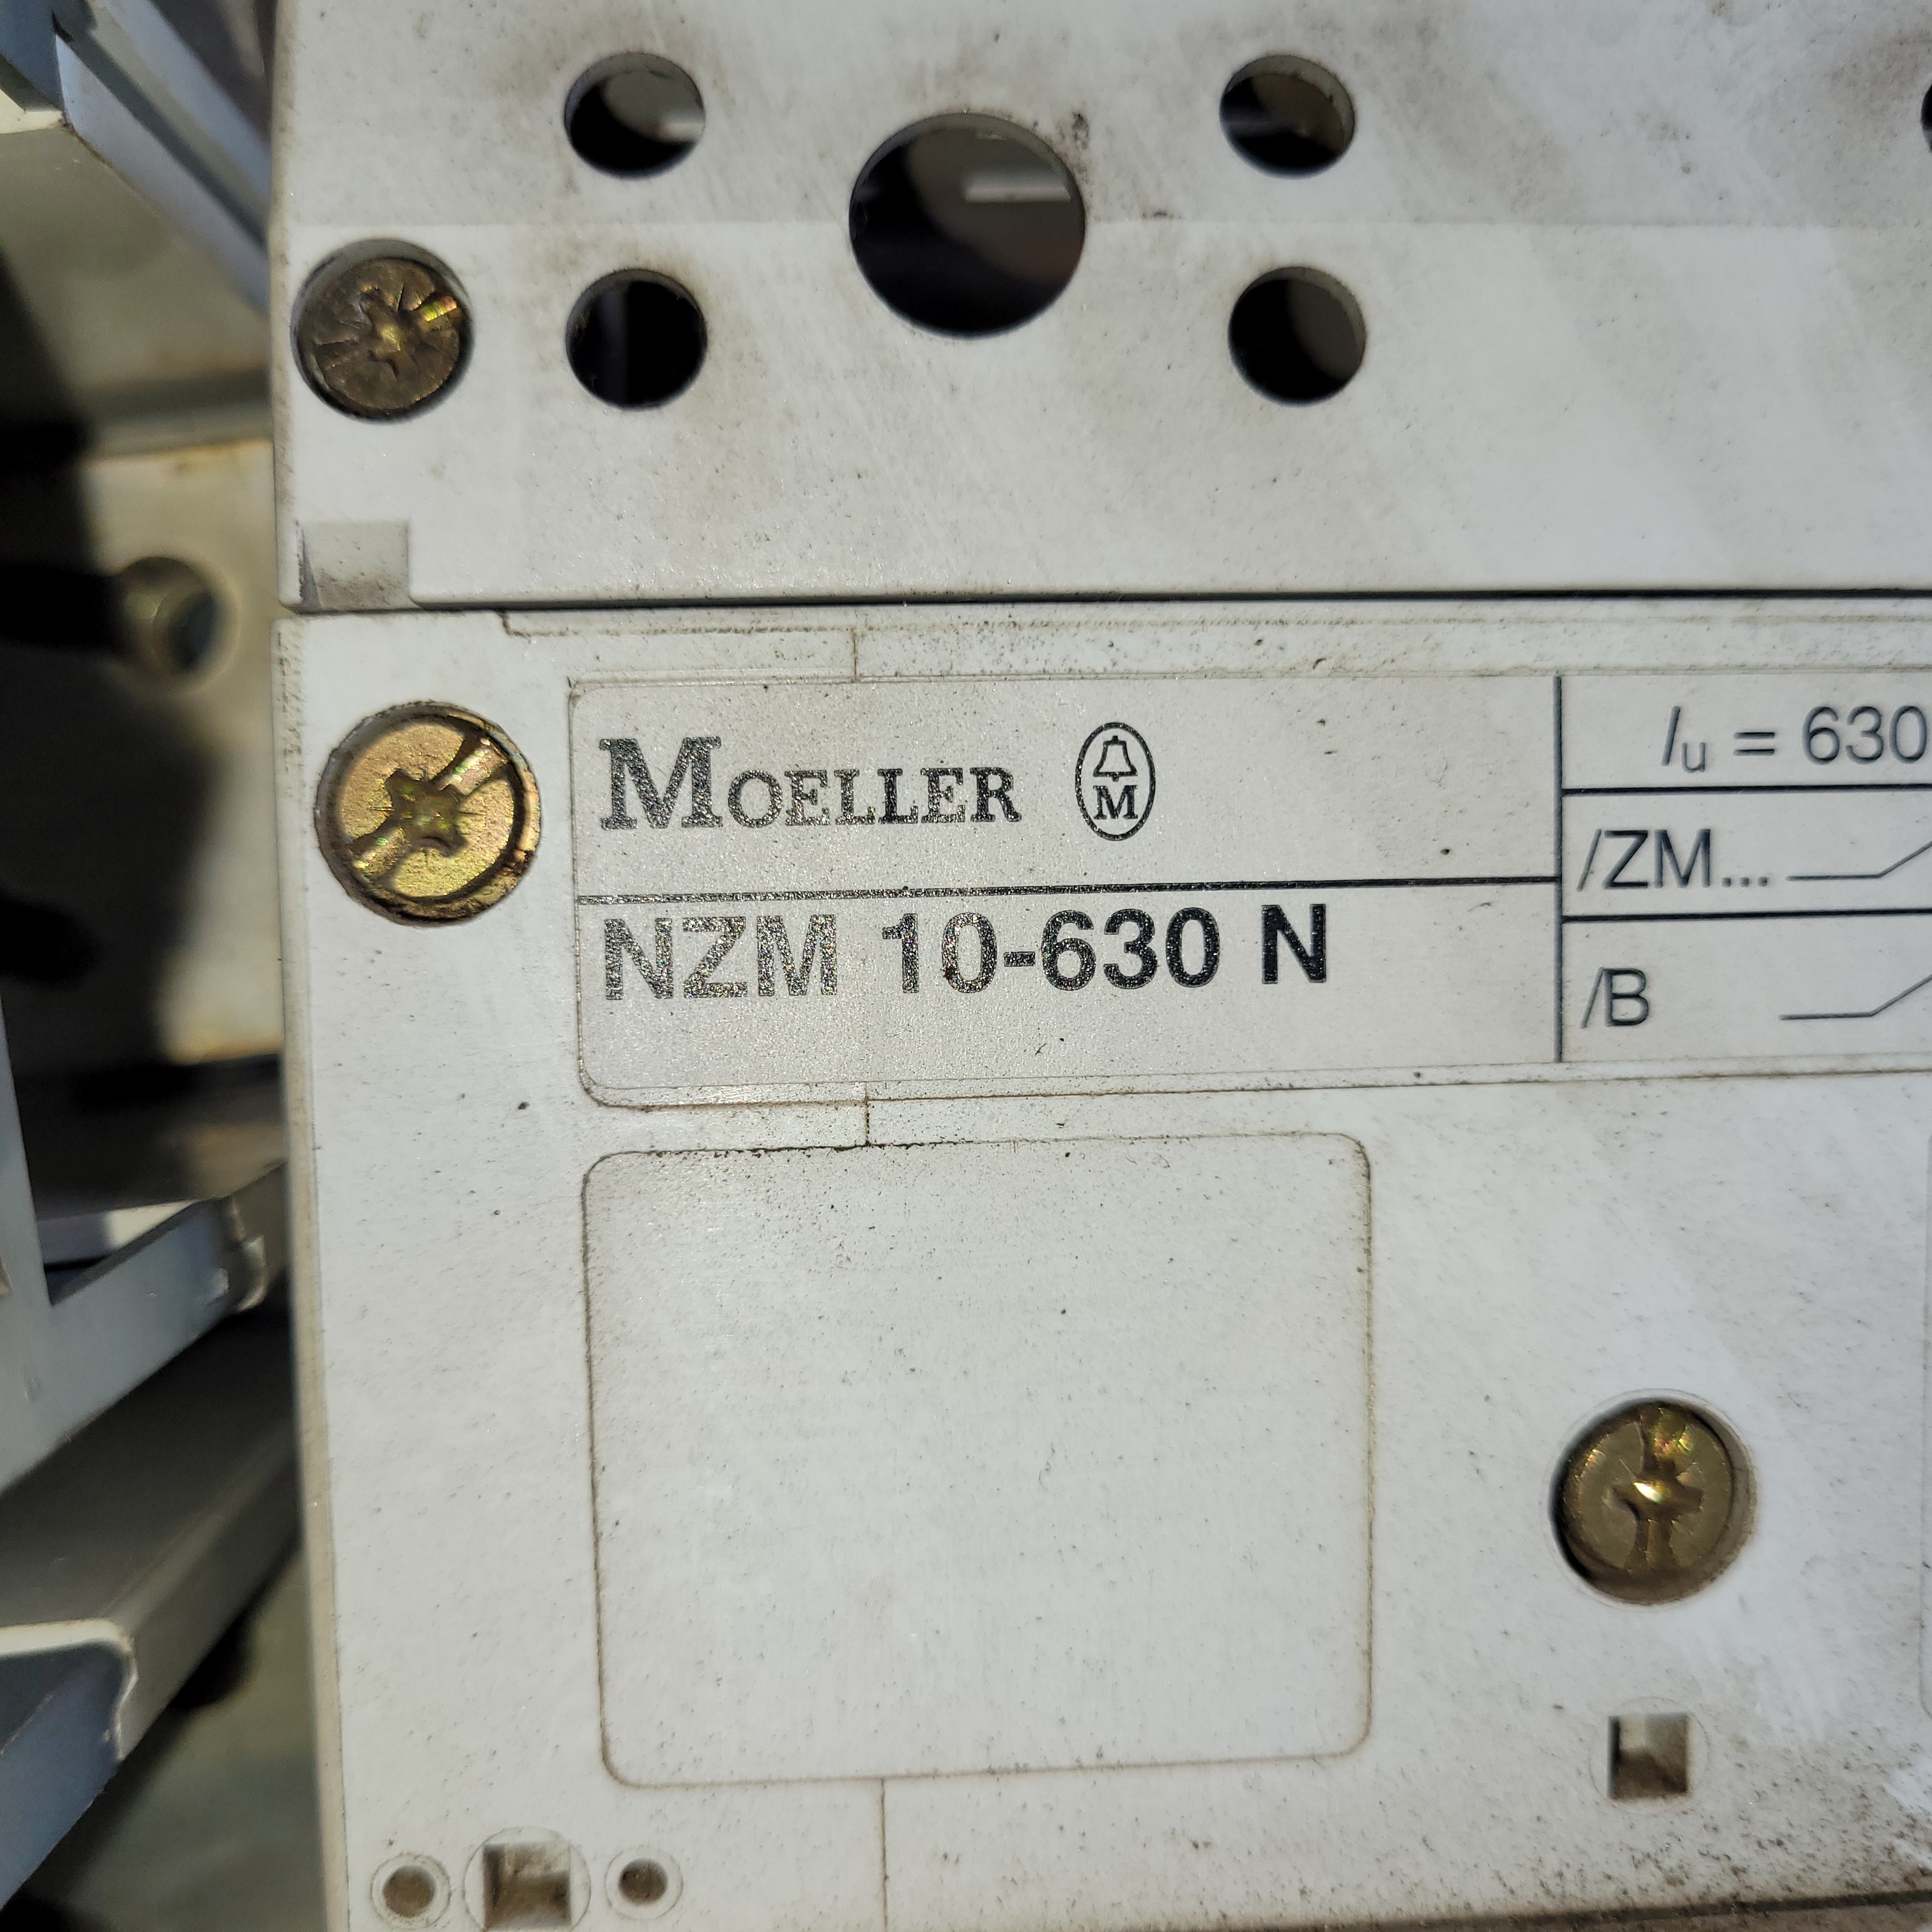 MOELLER M
NZM 10-630 N
Iu = 630
/ZM...
/B